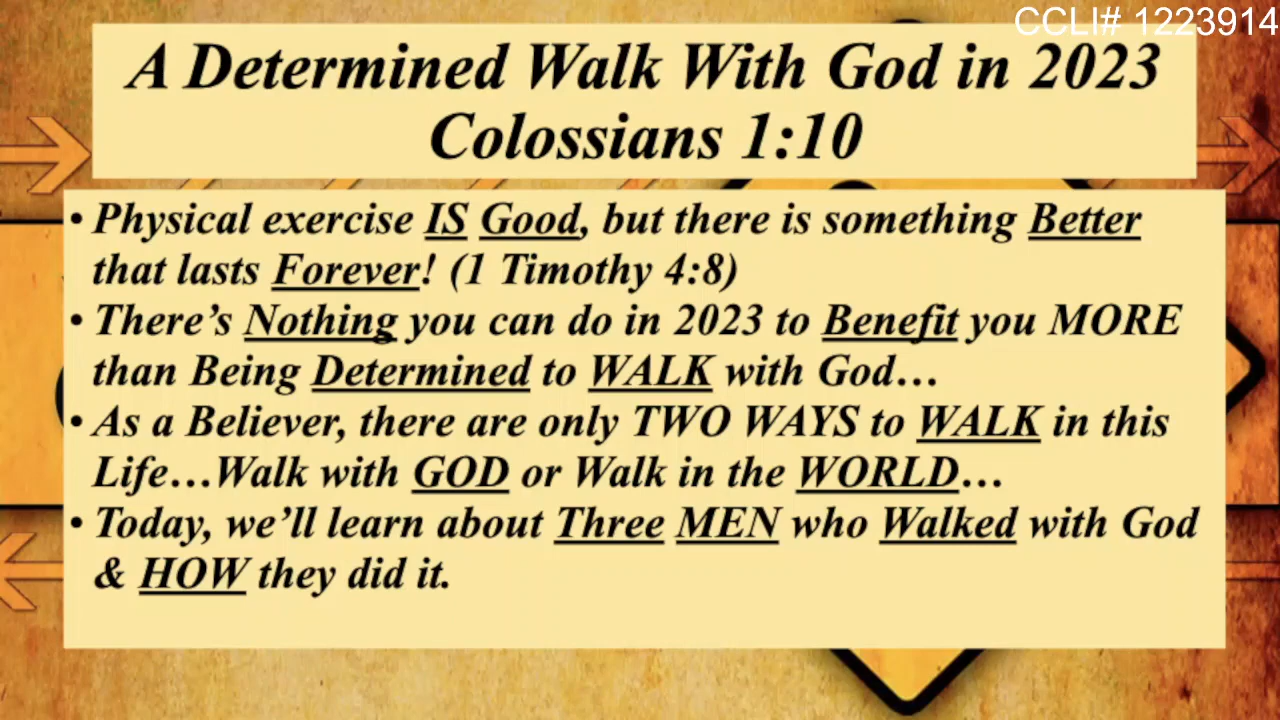 CCLI# 1223914
A Determined Walk With God in 2023
Colossians 1:10
• Physical exercise IS Good, but there is something Better
that lasts Forever! (1 Timothy 4:8)
• There’s Nothing you can do in 2023 to Benefit you MORE
than Being Determined to WALK with God…
• As a Believer, there are only TWO WAYS to WALK in this
Life…Walk with GOD or Walk in the WORLD…
• Today, we’ll learn about Three MEN who Walked with God
& HOW they did it.